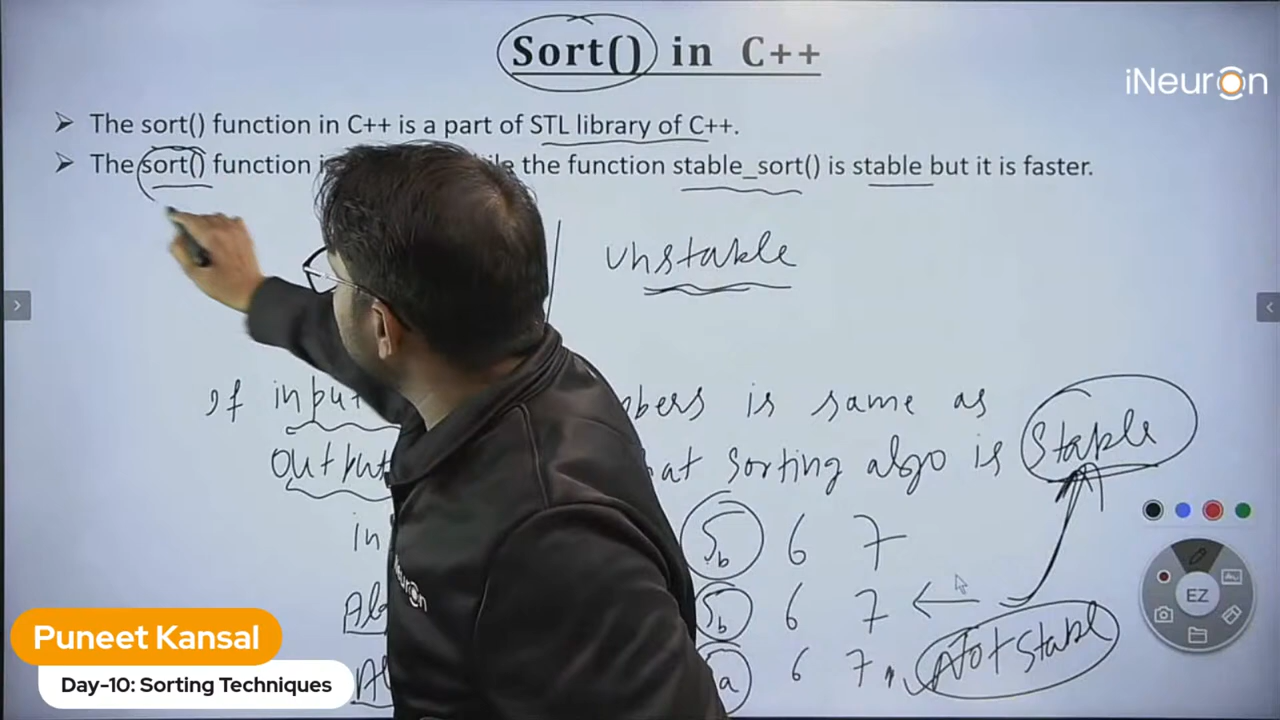 Sort() in C++
iNeuron
➤ The sort() function in C++ is a part of STL library of C++.
➤ The sort() function the function stable_sort() is stable but it is faster.
unstable
If input is same as
output sorting algo is stable
in 5b 6 7
5b 6 7
a 6 7, Not stable
EZ
iNeuron
Puneet Kansal
Day-10: Sorting Techniques